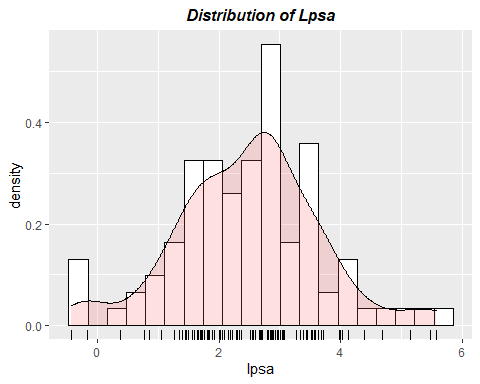 Distribution of Lpsa
density
0.4
0.2
0.0
0 2 4 6
lpsa